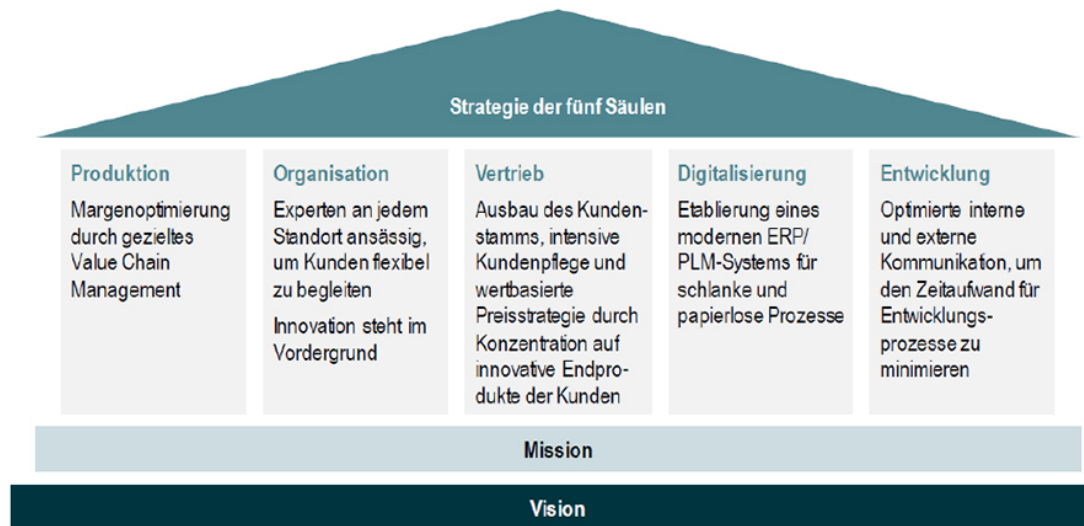 Strategie der fünf Säulen
Produktion
Margenoptimierung
durch gezieltes
Value Chain
Management
Organisation
Experten an jedem
Standort ansässig,
um Kunden flexibel
zu begleiten
Innovation steht im
Vordergrund
Vertrieb
Ausbau des Kunden-
stamms, intensive
Kundenpflege und
wertbasierte
Preisstrategie durch
Konzentration auf
innovative Endpro-
dukte der Kunden
Digitalisierung
Etablierung eines
modernen ERP/
PLM-Systems für
schlanke und
papierlose Prozesse
Entwicklung
Optimierte interne
und externe
Kommunikation, um
den Zeitaufwand für
Entwicklungs-
prozesse zu
minimieren
Mission
Vision